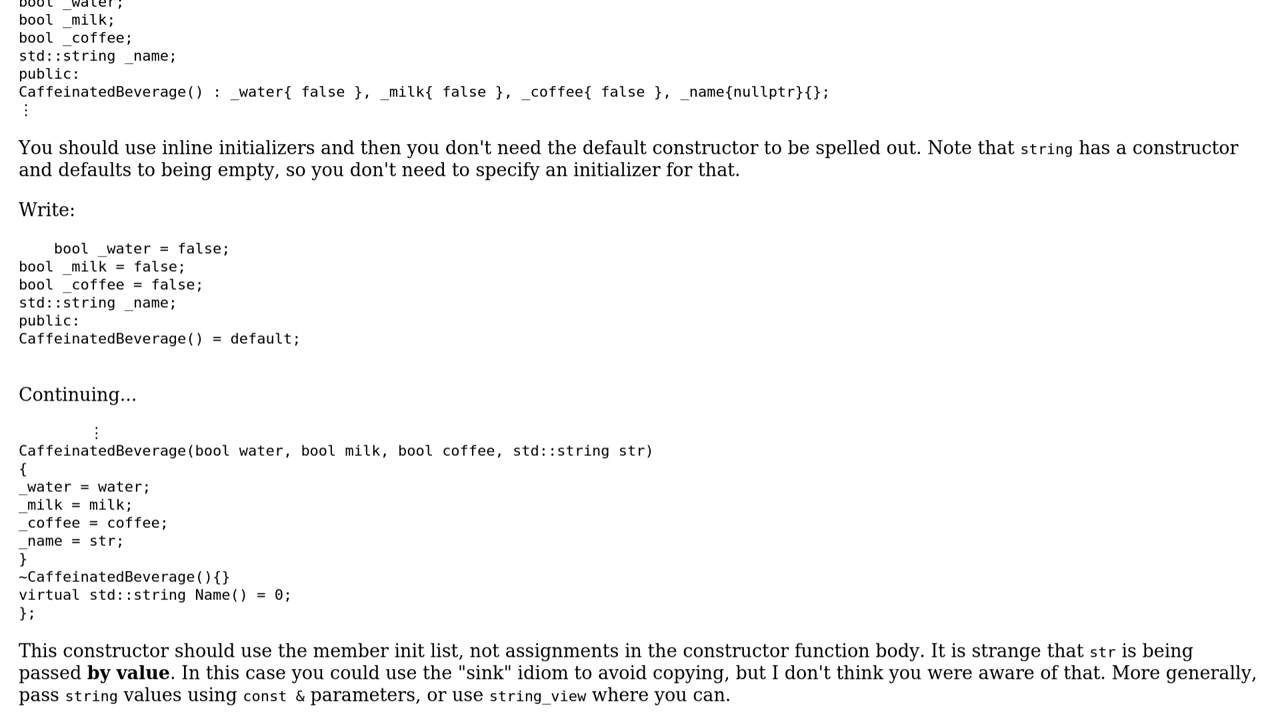 bool _water;
bool _milk;
bool _coffee;
std::string _name;
public:
CaffeinatedBeverage() : _water{ false }, _milk{ false }, _coffee{ false }, _name{nullptr}{};
⋮
You should use inline initializers and then you don't need the default constructor to be spelled out. Note that string has a constructor
and defaults to being empty, so you don't need to specify an initializer for that.
Write:
bool _water = false;
bool _milk = false;
bool _coffee = false;
std::string _name;
public:
CaffeinatedBeverage() = default;
Continuing...
⋮
CaffeinatedBeverage(bool water, bool milk, bool coffee, std::string str)
{
_water = water;
_milk = milk;
_coffee = coffee;
_name = str;
}
~CaffeinatedBeverage(){}
virtual std::string Name() = 0;
};
This constructor should use the member init list, not assignments in the constructor function body. It is strange that str is being
passed by value. In this case you could use the "sink" idiom to avoid copying, but I don't think you were aware of that. More generally,
pass string values using const & parameters, or use string_view where you can.